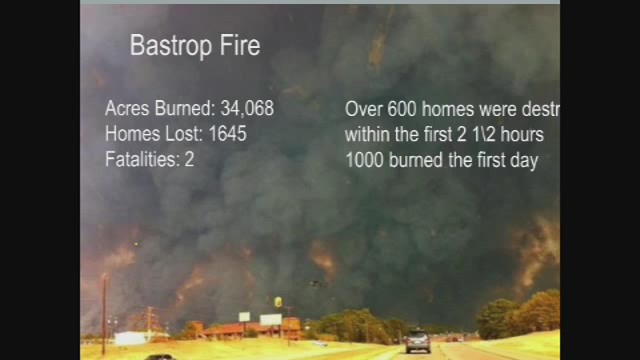 Bastrop Fire
Acres Burned: 34,068
Homes Lost: 1645
Fatalities: 2
Over 600 homes were destr
within the first 2 1\2 hours
1000 burned the first day